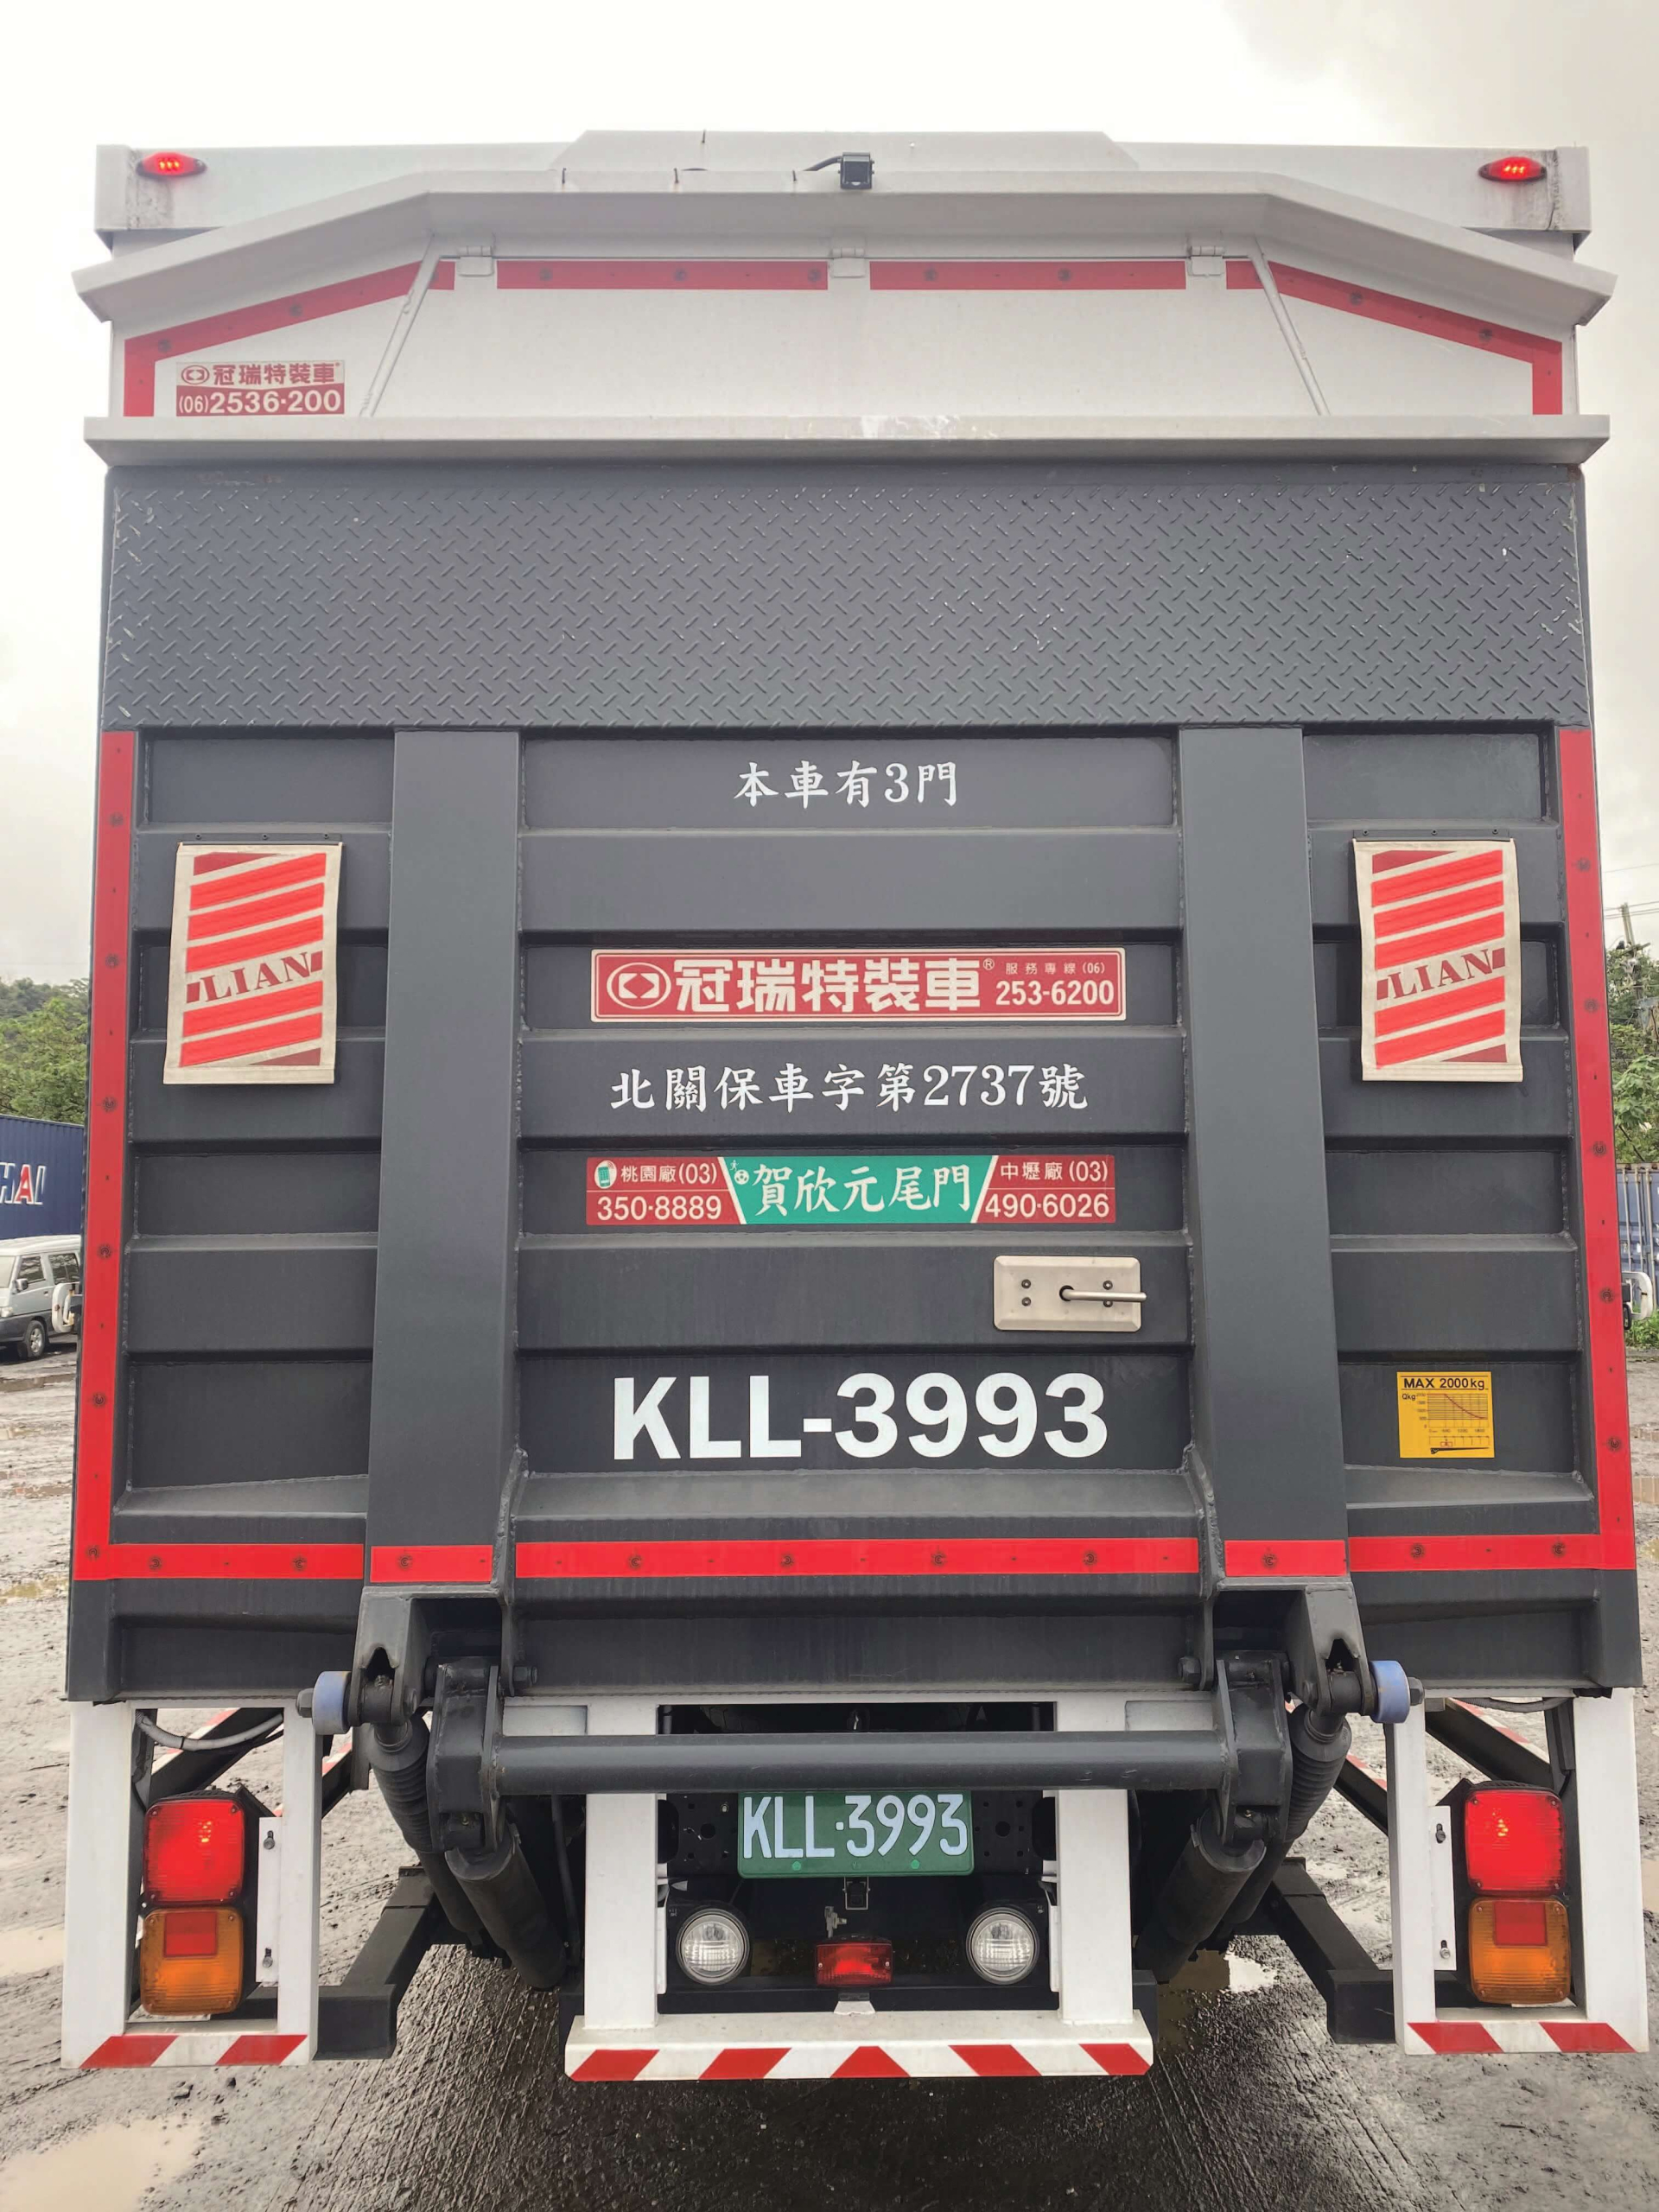 冠瑞特裝車
(06)2536-200
本車有3門
LIAN
LIAN
冠瑞特裝車® 服務專線(06)
253-6200
北關保車字第2737號
桃園廠(03)
350-8889
賀欣元尾門
中壢廠(03)
490-6026
HAL
KLL-3993
MAX 2000kg
Qkg
KLL-3993